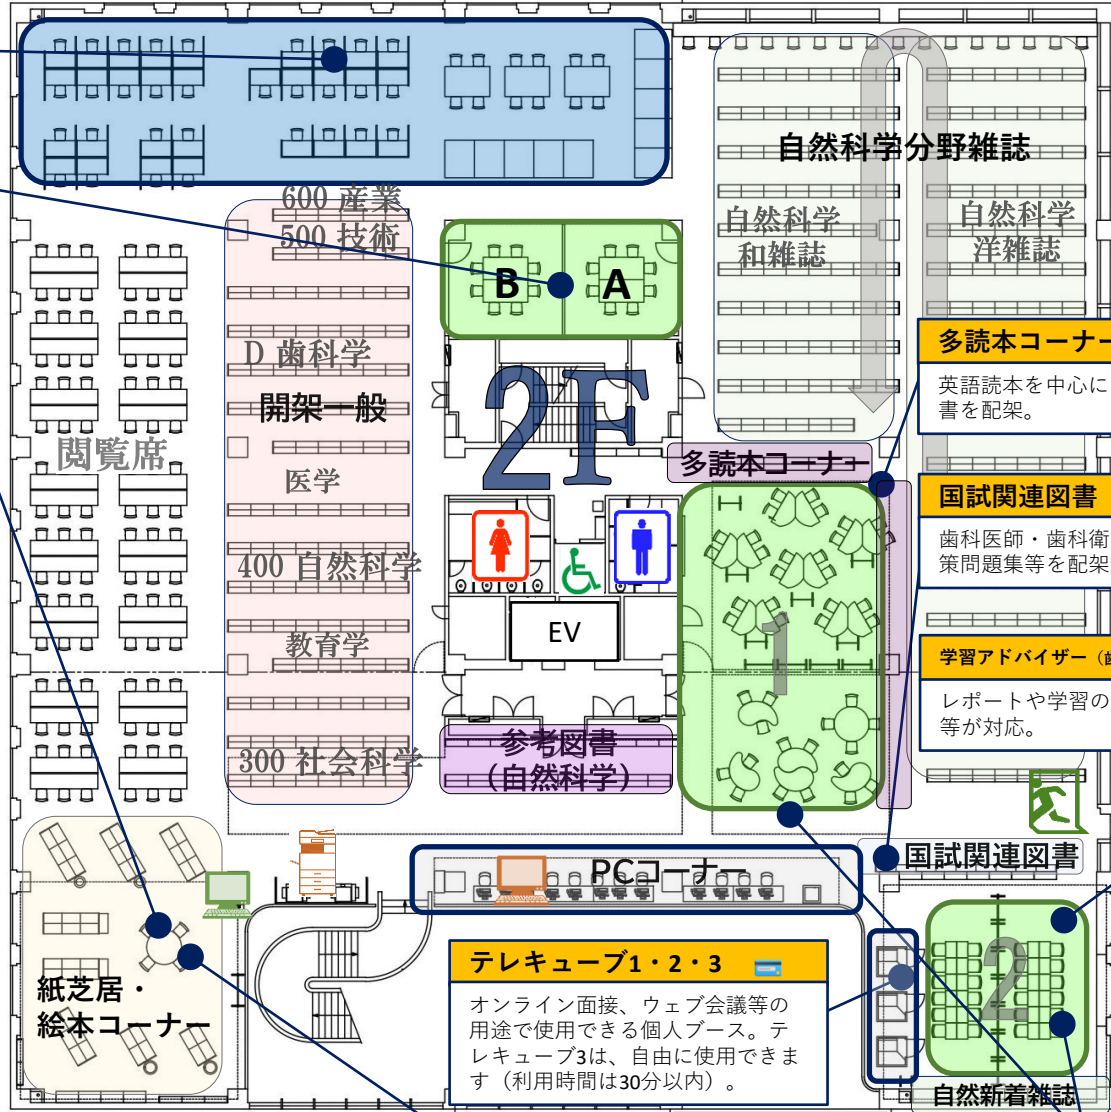 自然科学分野雑誌
600 産業
500 技術
自然科学
和雑誌
自然科学
洋雑誌
B
A
D 歯科学
開架一般
2F
多読本コーナー
英語読本を中心に
書を配架。
閲覧席
医学
多読本コーナー
国試関連図書
歯科医師・歯科衛
策問題集等を配架
400 自然科学
EV
1
教育学
学習アドバイザー（歯
レポートや学習の
等が対応。
300 社会科学
参考図書
（自然科学）
PCコーナー
国試関連図書
テレキューブ1・2・3
オンライン面接、ウェブ会議等の
用途で使用できる個人ブース。テ
レキューブ3は、自由に使用できま
す（利用時間は30分以内）。
2
紙芝居・
絵本コーナー
自然新着雑誌